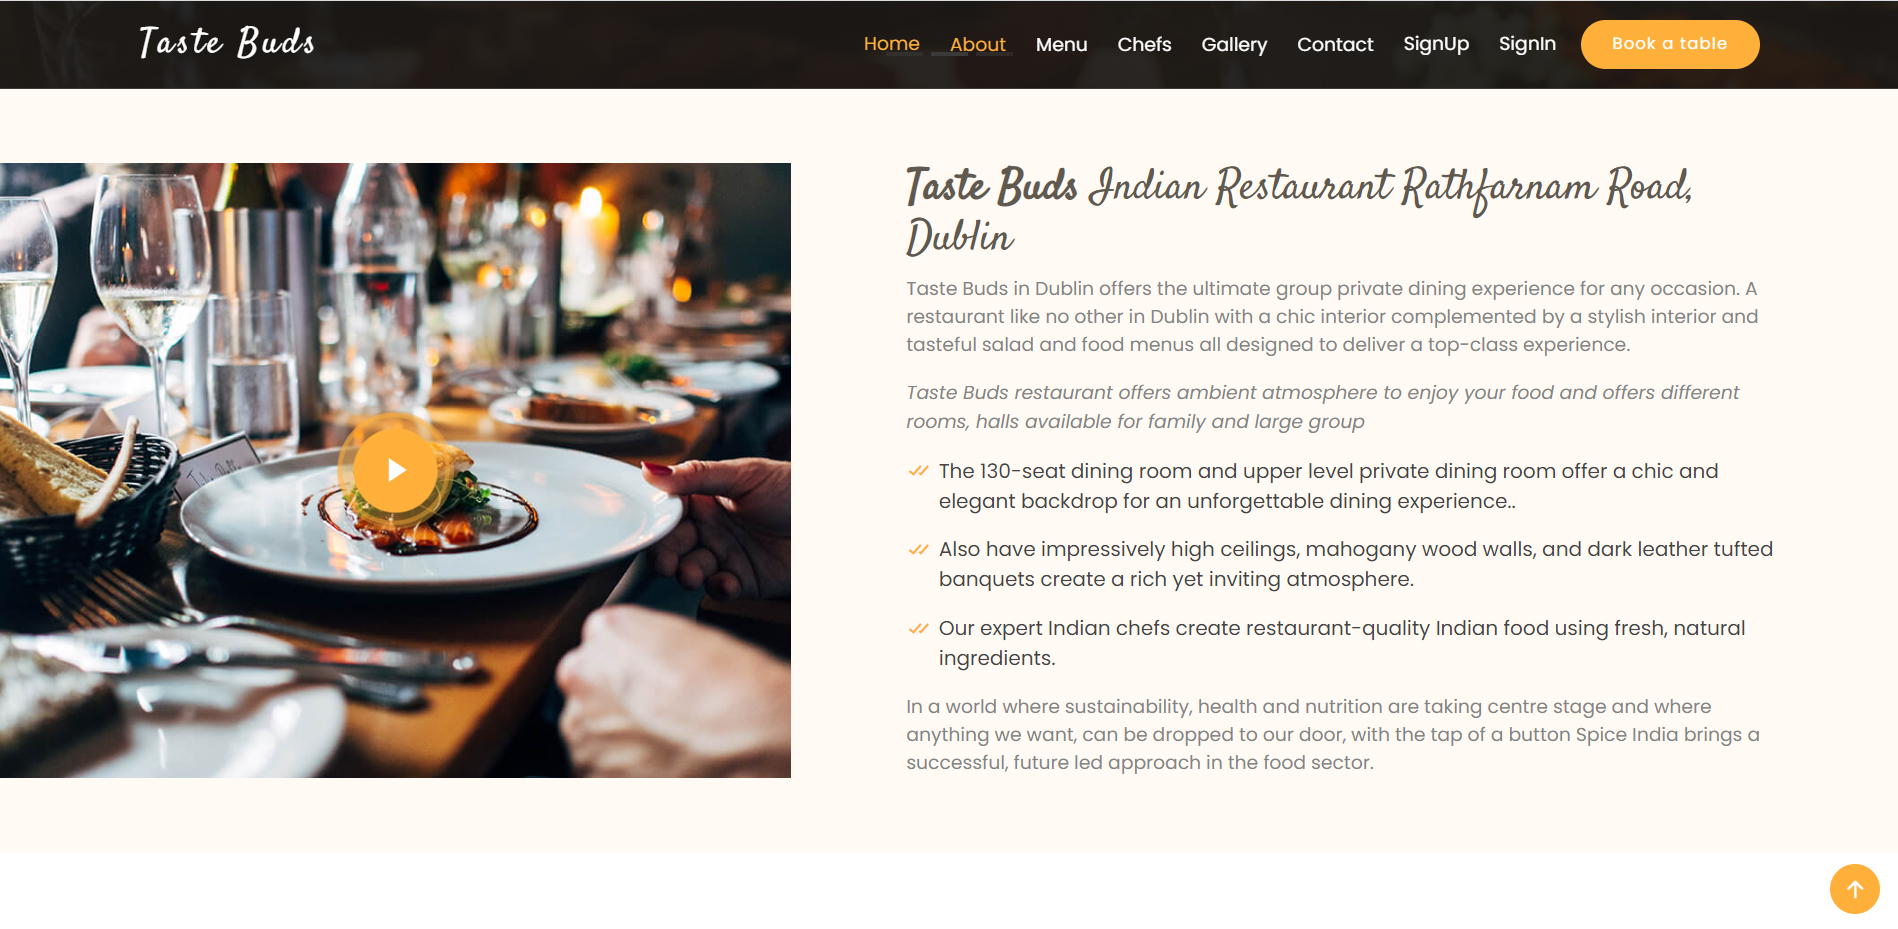 Taste Buds
Home About Menu Chefs Gallery Contact SignUp SignIn Book a table
Taste Buds Indian Restaurant Rathfarnam Road,
Dublin
Taste Buds in Dublin offers the ultimate group private dining experience for any occasion. A
restaurant like no other in Dublin with a chic interior complemented by a stylish interior and
tasteful salad and food menus all designed to deliver a top-class experience.
Taste Buds restaurant offers ambient atmosphere to enjoy your food and offers different
rooms, halls available for family and large group
The 130-seat dining room and upper level private dining room offer a chic and
elegant backdrop for an unforgettable dining experience..
Also have impressively high ceilings, mahogany wood walls, and dark leather tufted
banquets create a rich yet inviting atmosphere.
Our expert Indian chefs create restaurant-quality Indian food using fresh, natural
ingredients.
In a world where sustainability, health and nutrition are taking centre stage and where
anything we want, can be dropped to our door, with the tap of a button Spice India brings a
successful, future led approach in the food sector.